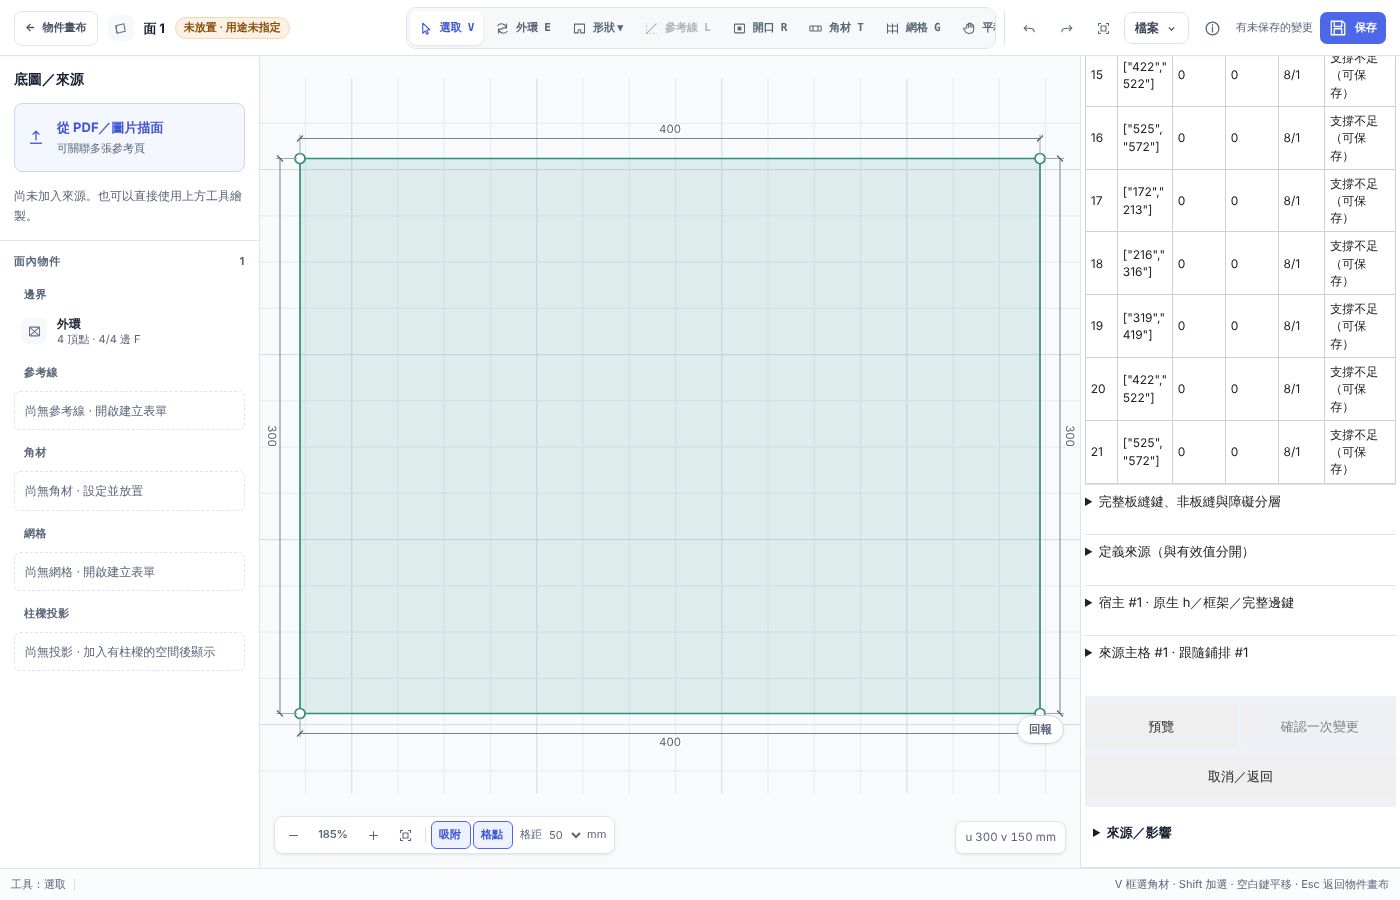 物件畫布
面 1
未放置 · 用途未指定
選取 V
外環 E
形狀▾
參考線 L
開口 R
角材 T
網格 G
檔案
有未保存的變更
保存
底圖／來源
從 PDF／圖片描面
可關聯多張參考頁
尚未加入來源。也可以直接使用上方工具繪
製。
面內物件 1
邊界
外環
4 頂點 · 4/4 邊 F
參考線
尚無參考線 · 開啟建立表單
角材
尚無角材 · 設定並放置
網格
尚無網格 · 開啟建立表單
柱樑投影
尚無投影 · 加入有柱樑的空間後顯示
400
300
300
400
回報
185%
吸附
格點
格距 50 mm
u 300 v 150 mm
15 ["422","522"] 0 0 8/1 支撐不足（可保存）
16 ["525","572"] 0 0 8/1 支撐不足（可保存）
17 ["172","213"] 0 0 8/1 支撐不足（可保存）
18 ["216","316"] 0 0 8/1 支撐不足（可保存）
19 ["319","419"] 0 0 8/1 支撐不足（可保存）
20 ["422","522"] 0 0 8/1 支撐不足（可保存）
21 ["525","572"] 0 0 8/1 支撐不足（可保存）
▶ 完整板縫鍵、非板縫與障礙分層
▶ 定義來源（與有效值分開）
▶ 宿主 #1 · 原生 h／框架／完整邊鍵
▶ 來源主格 #1 · 跟隨鋪排 #1
預覽
確認一次變更
取消／返回
▶ 來源／影響
工具：選取
V 框選角材 · Shift 加選 · 空白鍵平移 · Esc 返回物件畫布